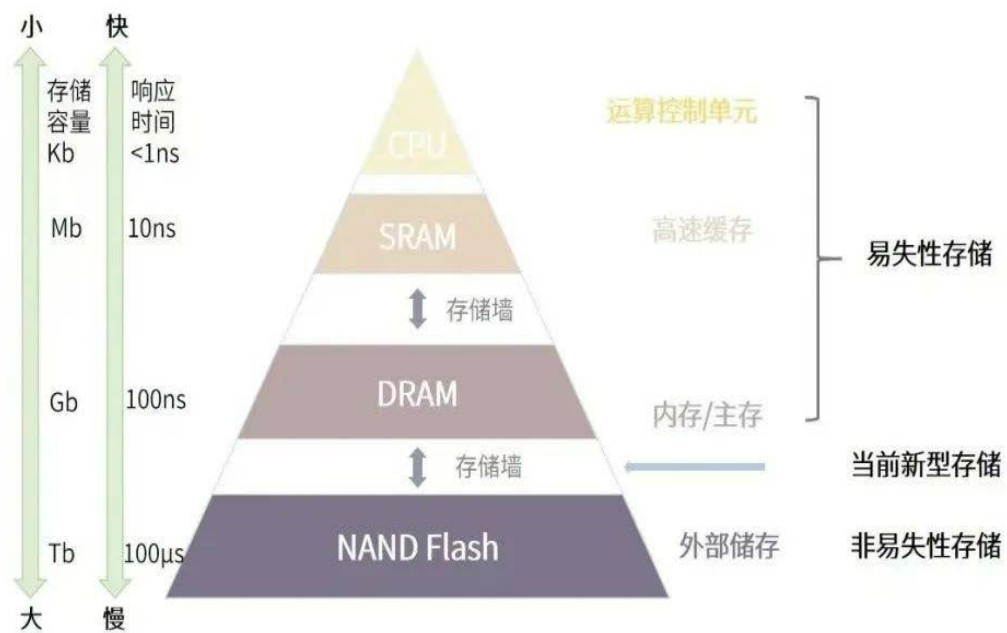 小 快
存储 响应
容量 时间
Kb <1ns
CPU 运算控制单元
Mb 10ns SRAM 高速缓存
易失性存储
存储墙
Gb 100ns DRAM 内存/主存
存储墙 当前新型存储
Tb 100μs NAND Flash 外部储存 非易失性存储
大 慢